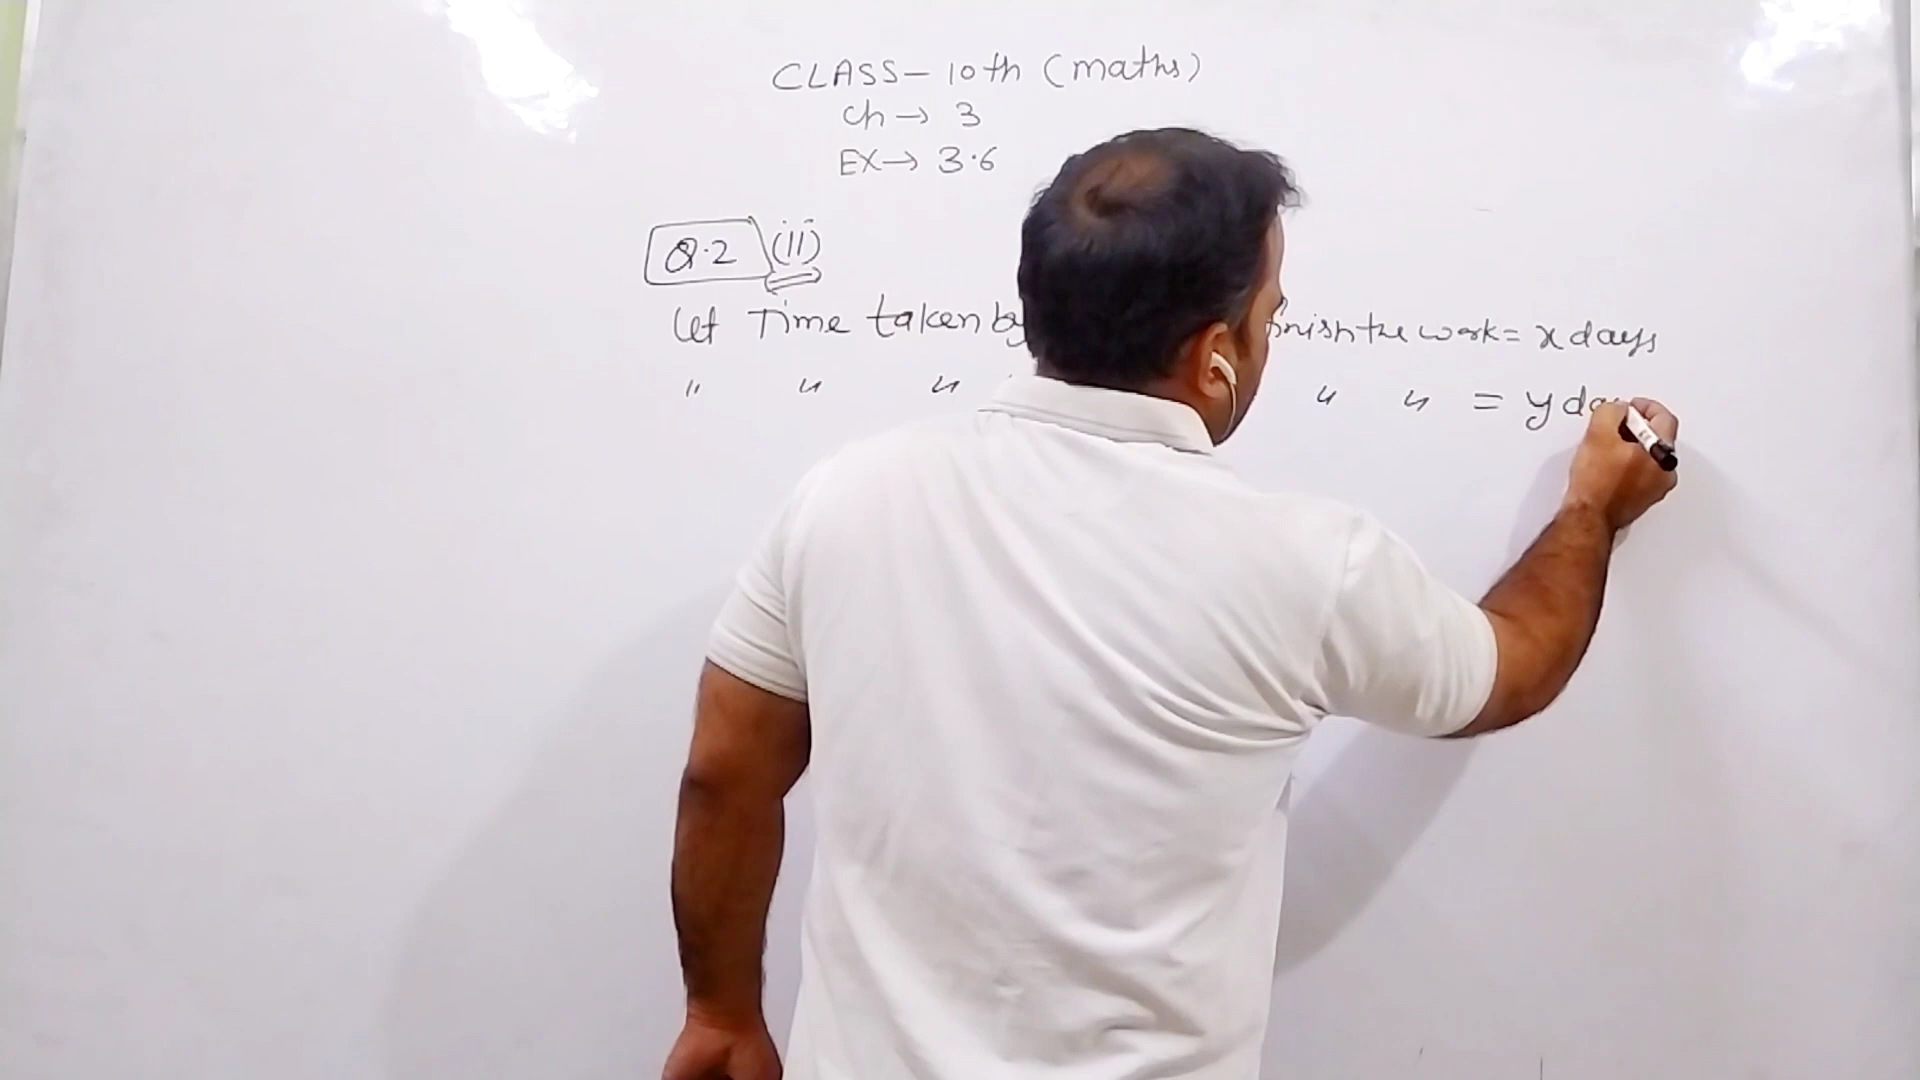 CLASS - 10th (maths)
Ch → 3
EX → 3.6
Q.2 (ii)
Let Time taken by finish the work = x days
" " " " " = y da